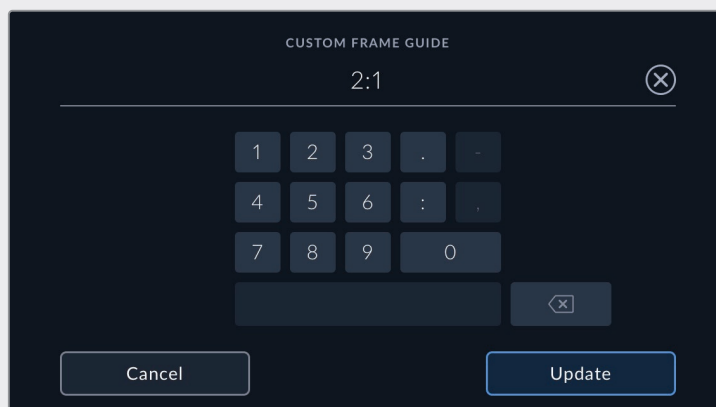 CUSTOM FRAME GUIDE
2:1
1 2 3 . -
4 5 6 : ,
7 8 9 0
Cancel Update